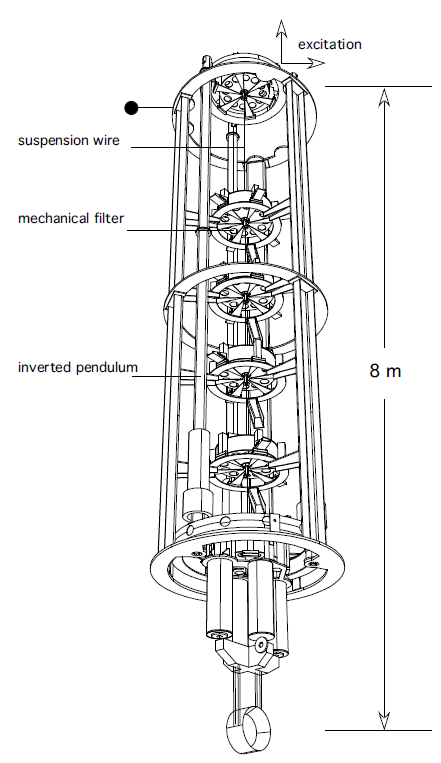 excitation
suspension wire
mechanical filter
inverted pendulum
8 m